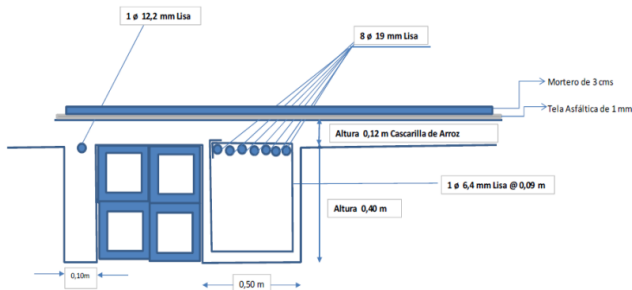 1 ø 12,2 mm Lisa
8 ø 19 mm Lisa
Mortero de 3 cms
Tela Asfáltica de 1 mm
Altura 0,12 m Cascarilla de Arroz
1 ø 6,4 mm Lisa @ 0,09 m
Altura 0,40 m
0,10m
0,50 m